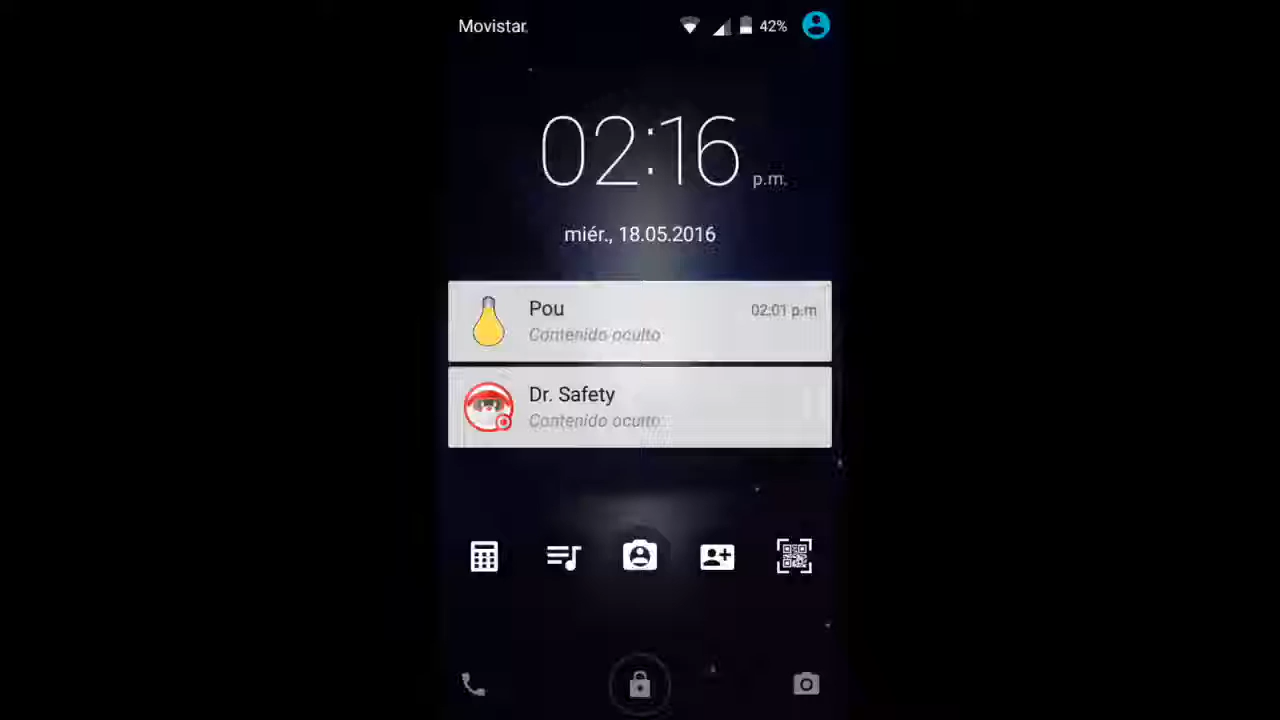 Movistar
42%
02:16 p.m.
miér., 18.05.2016
Pou
02:01 p.m
Contenido oculto
Dr. Safety
Contenido oculto